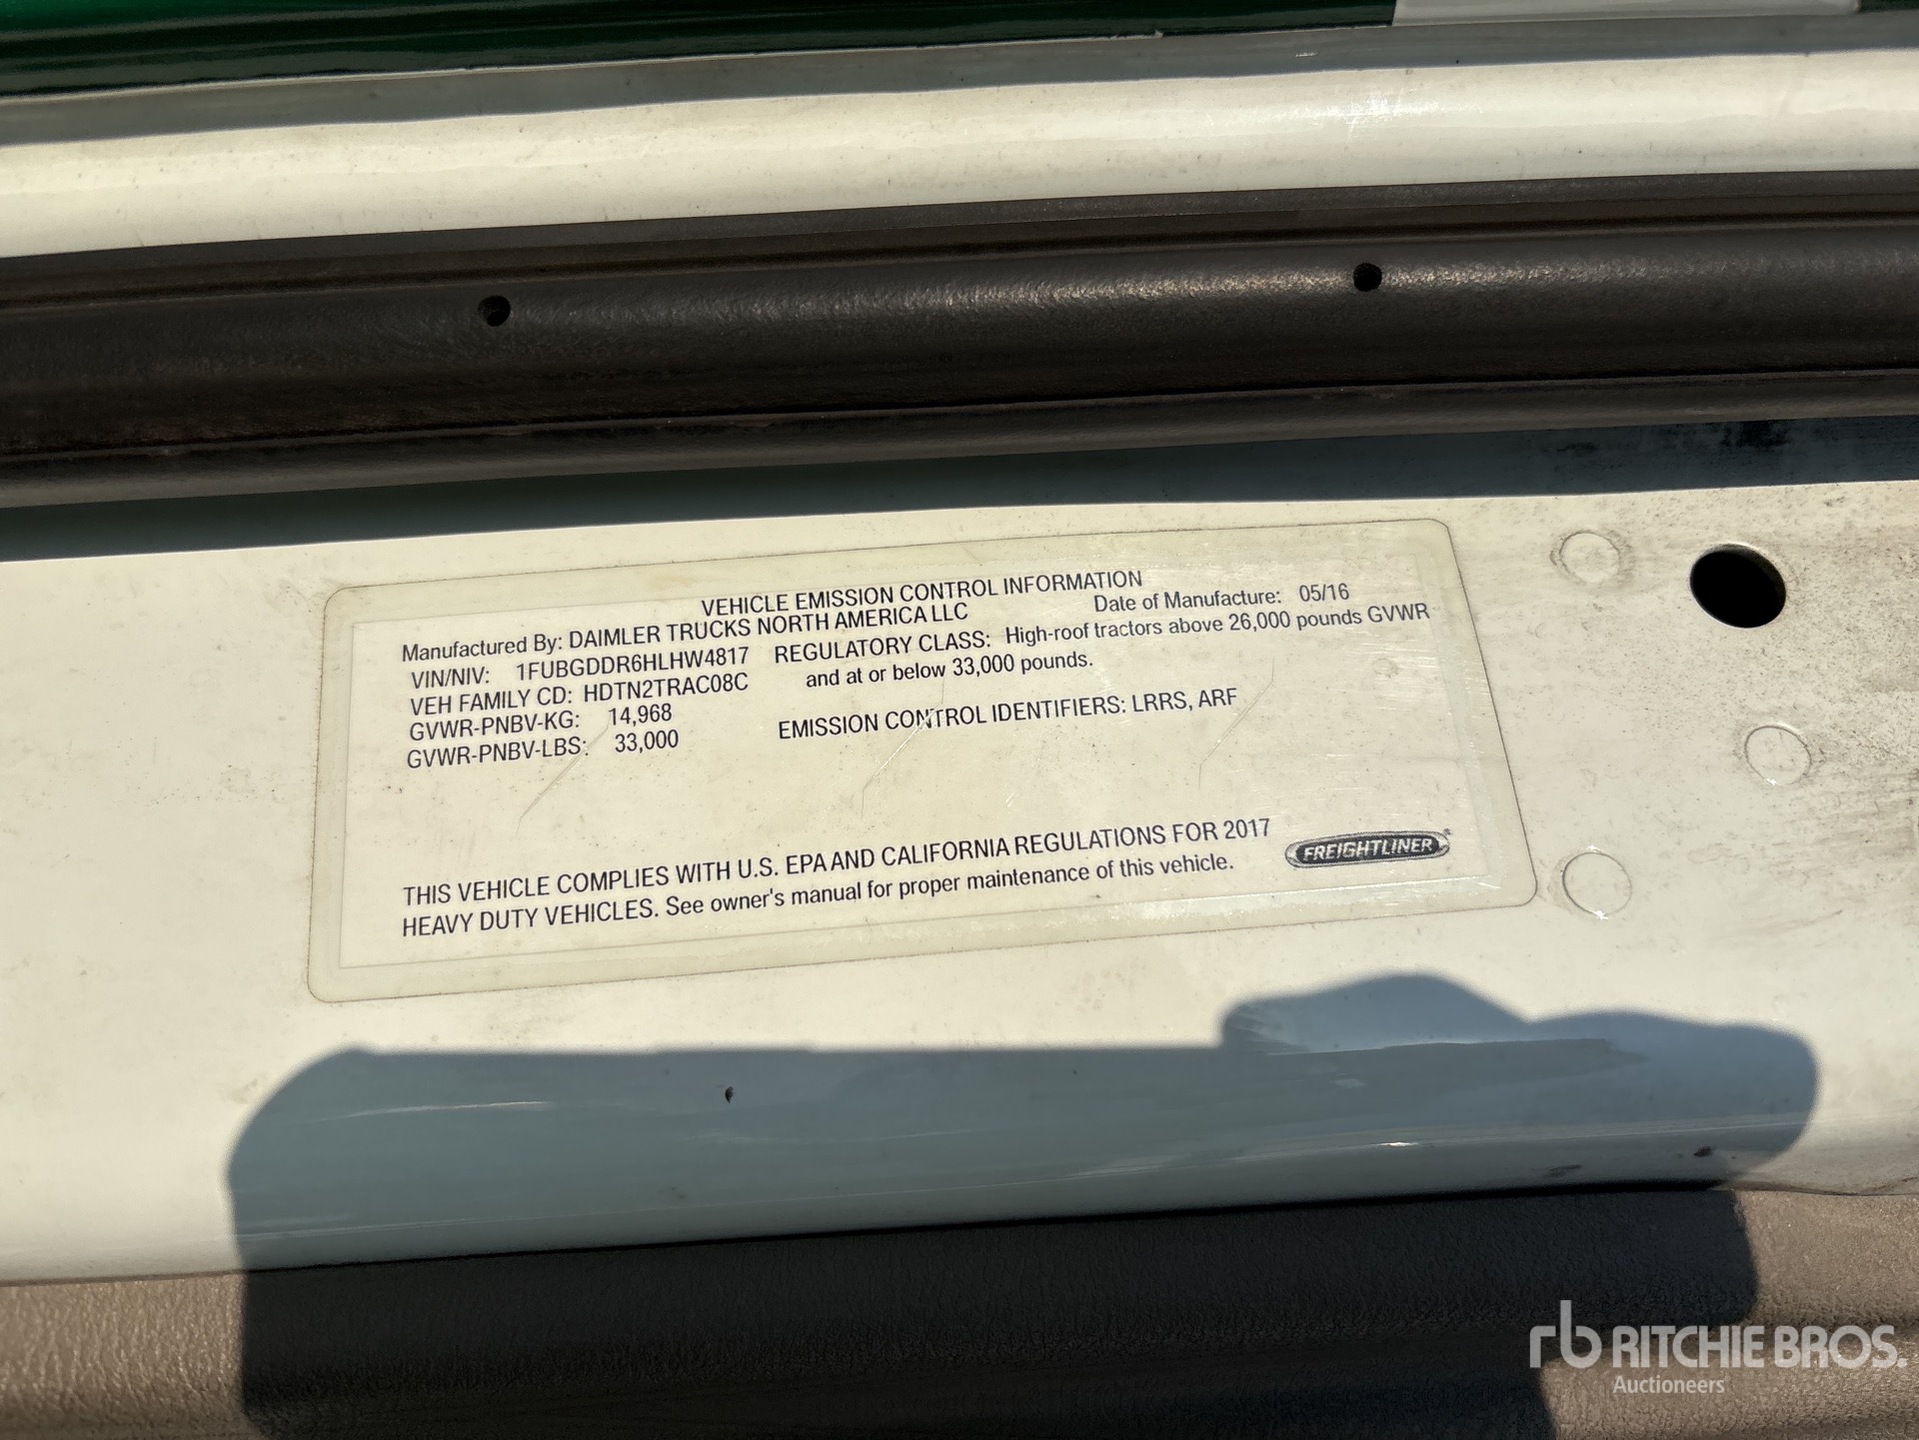 VEHICLE EMISSION CONTROL INFORMATION
Manufactured By: DAIMLER TRUCKS NORTH AMERICA LLC Date of Manufacture: 05/16
VIN/NIV: 1FUBGDDR6HLHW4817 REGULATORY CLASS: High-roof tractors above 26,000 pounds GVWR
VEH FAMILY CD: HDTN2TRAC08C and at or below 33,000 pounds.
GVWR-PNBV-KG: 14,968
GVWR-PNBV-LBS: 33,000 EMISSION CONTROL IDENTIFIERS: LRRS, ARF
THIS VEHICLE COMPLIES WITH U.S. EPA AND CALIFORNIA REGULATIONS FOR 2017
HEAVY DUTY VEHICLES. See owner's manual for proper maintenance of this vehicle.
FREIGHTLINER®
rb RITCHIE BROS.
Auctioneers